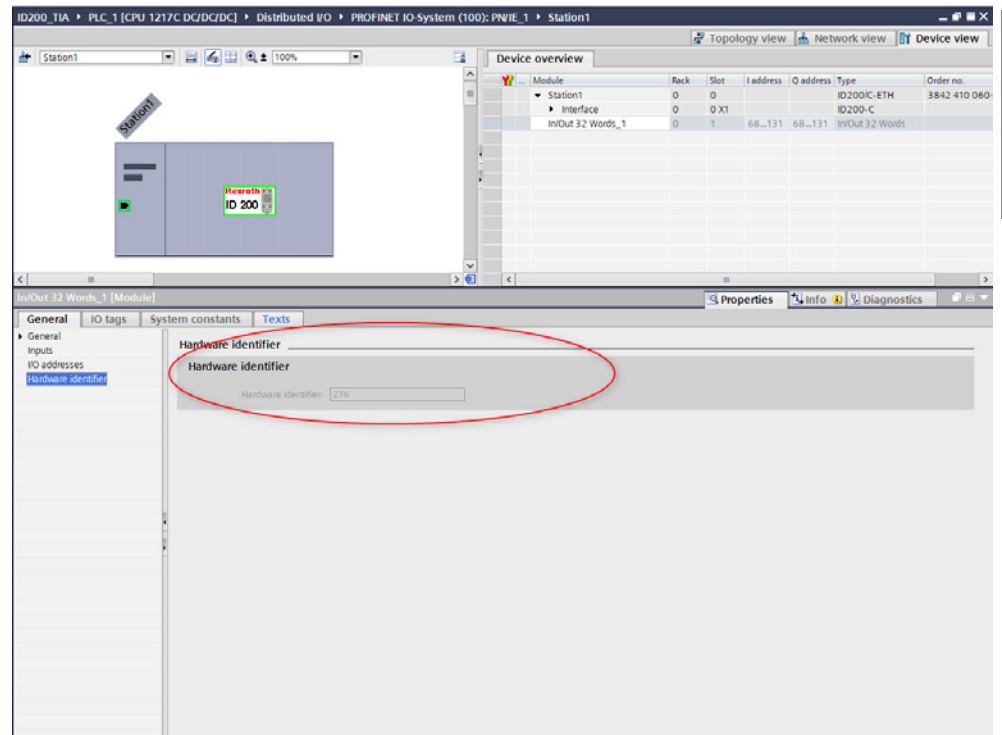 ID200_TIA ▸ PLC_1 [CPU 1217C DC/DC/DC] ▸ Distributed I/O ▸ PROFINET IO-System (100): PN/IE_1 ▸ Station1
Topology view Network view Device view
Station1 100% Device overview
... Module Rack Slot I address Q address Type Order no.
Station1 0 0 ID200/C-ETH 3842 410 060-
Interface 0 0 X1 ID200-C
In/Out 32 Words_1 0 1 68...131 68...131 In/Out 32 Words
Station1
Rexroth
ID 200
In/Out 32 Words_1 [Module] Properties Info Diagnostics
General IO tags System constants Texts
General
Inputs
I/O addresses
Hardware identifier
Hardware identifier
Hardware identifier
Hardware identifier: 276